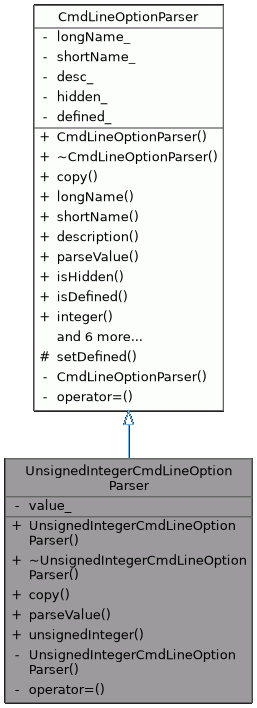 CmdLineOptionParser
- longName_
- shortName_
- desc_
- hidden_
- defined_
+ CmdLineOptionParser()
+ ~CmdLineOptionParser()
+ copy()
+ longName()
+ shortName()
+ description()
+ parseValue()
+ isHidden()
+ isDefined()
+ integer()
and 6 more...
# setDefined()
- CmdLineOptionParser()
- operator=()
UnsignedIntegerCmdLineOption
Parser
- value_
+ UnsignedIntegerCmdLineOption
Parser()
+ ~UnsignedIntegerCmdLineOption
Parser()
+ copy()
+ parseValue()
+ unsignedInteger()
- UnsignedIntegerCmdLineOption
Parser()
- operator=()